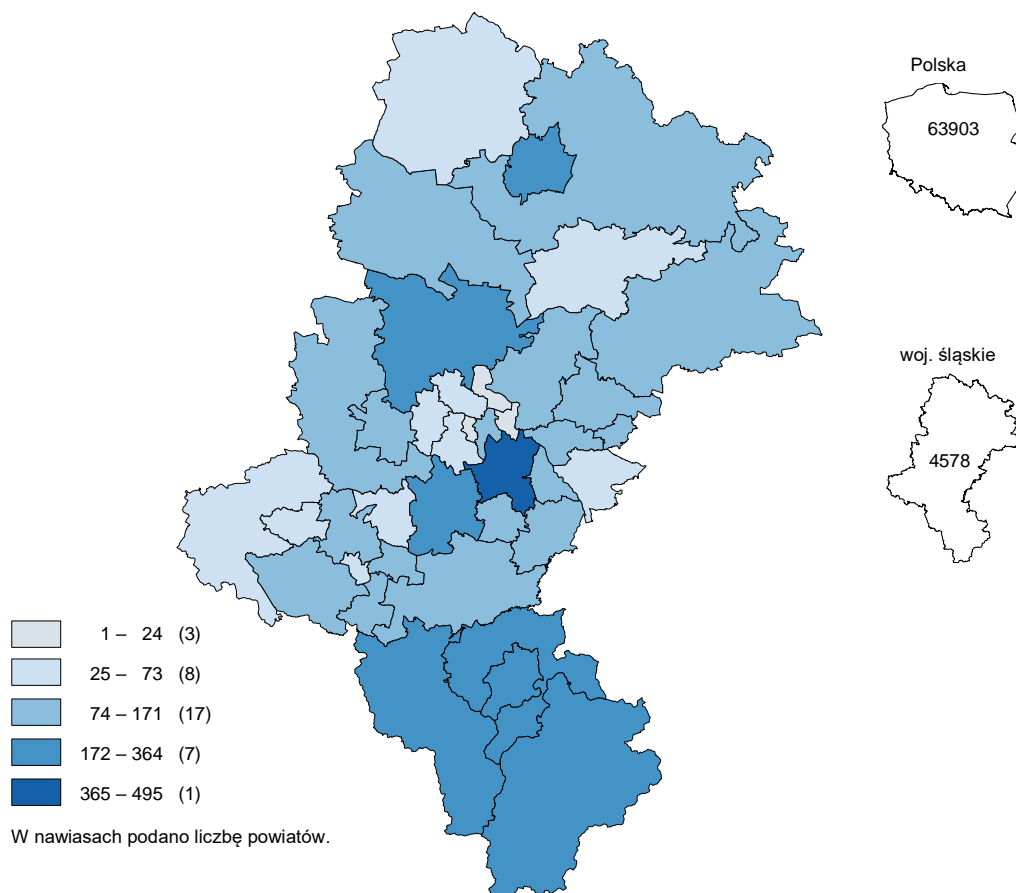 Polska
63903
woj. śląskie
4578
1 – 24 (3)
25 – 73 (8)
74 – 171 (17)
172 – 364 (7)
365 – 495 (1)
W nawiasach podano liczbę powiatów.